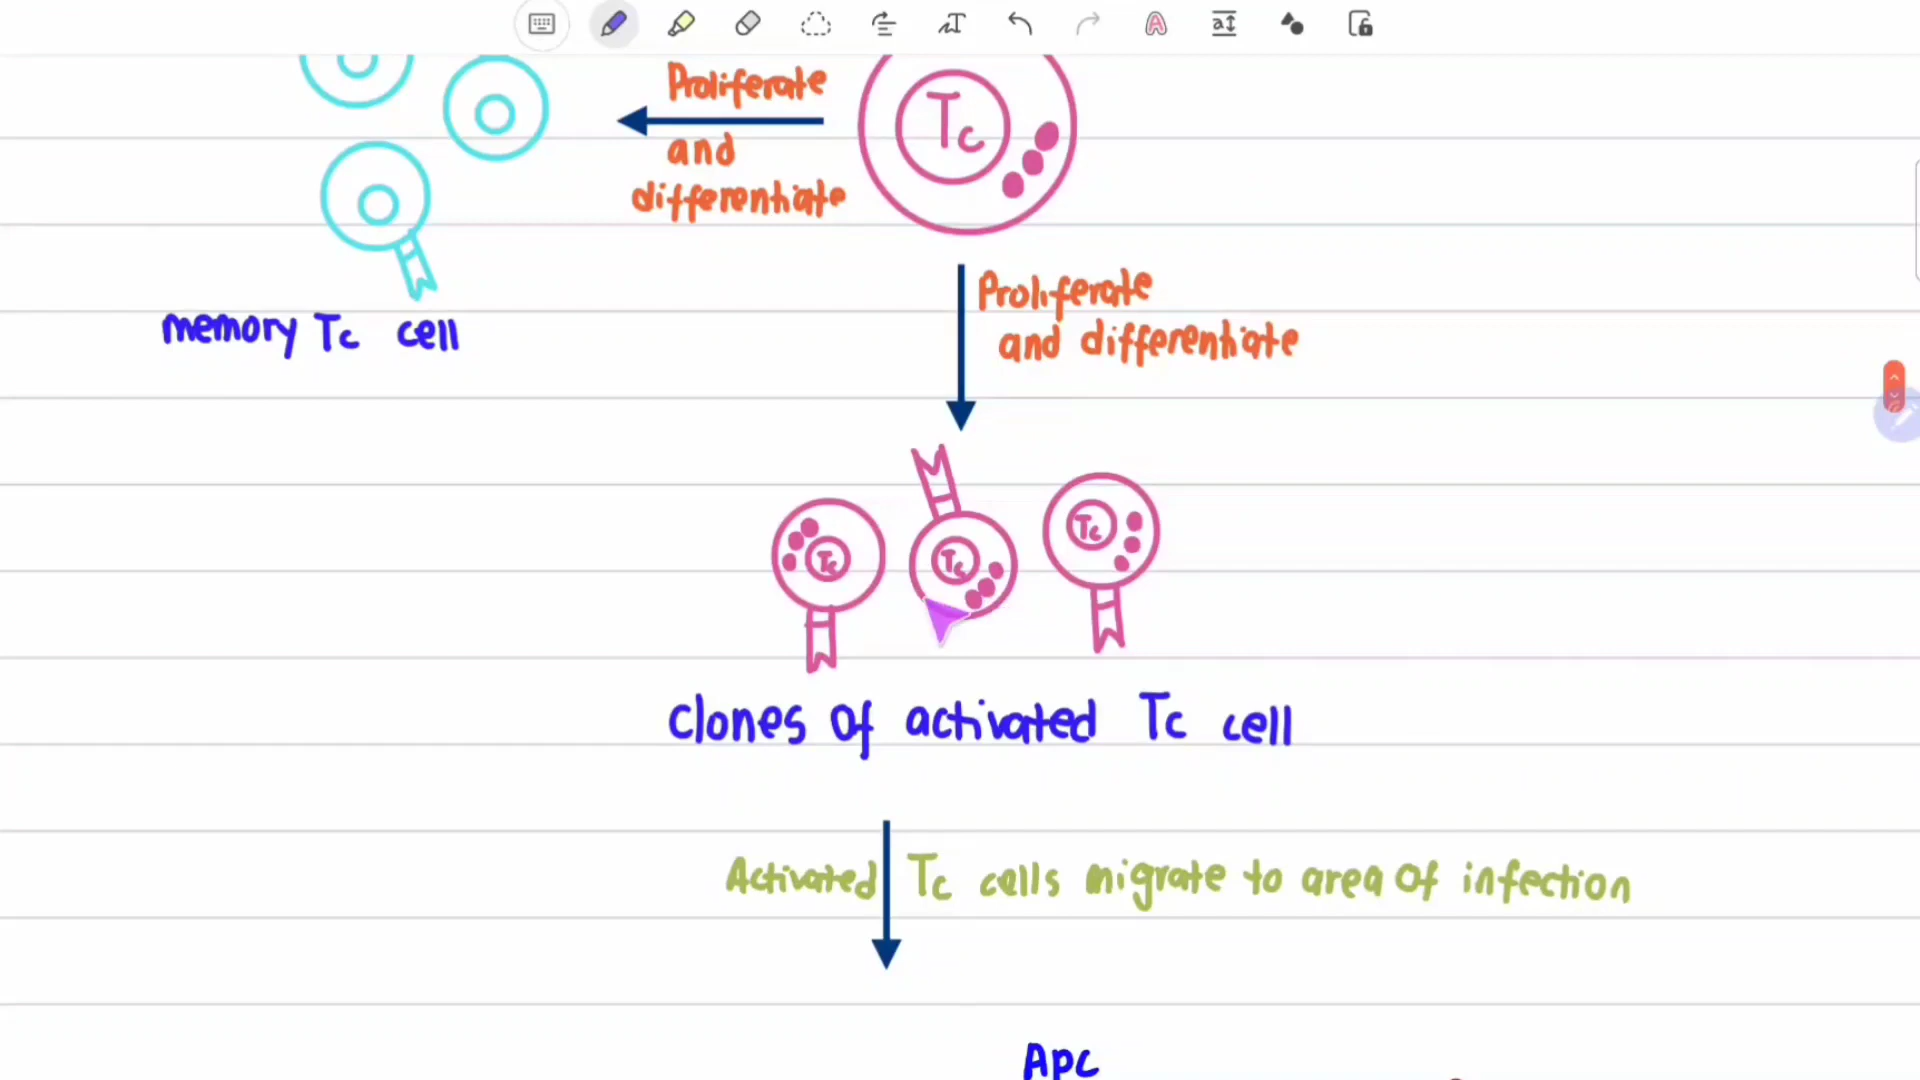 Proliferate
and
differentiate
Tc
Proliferate
and differentiate
memory Tc cell
Tc
Tc
Tc
Clones of activated Tc cell
Activated Tc cells migrate to area of infection
Apc